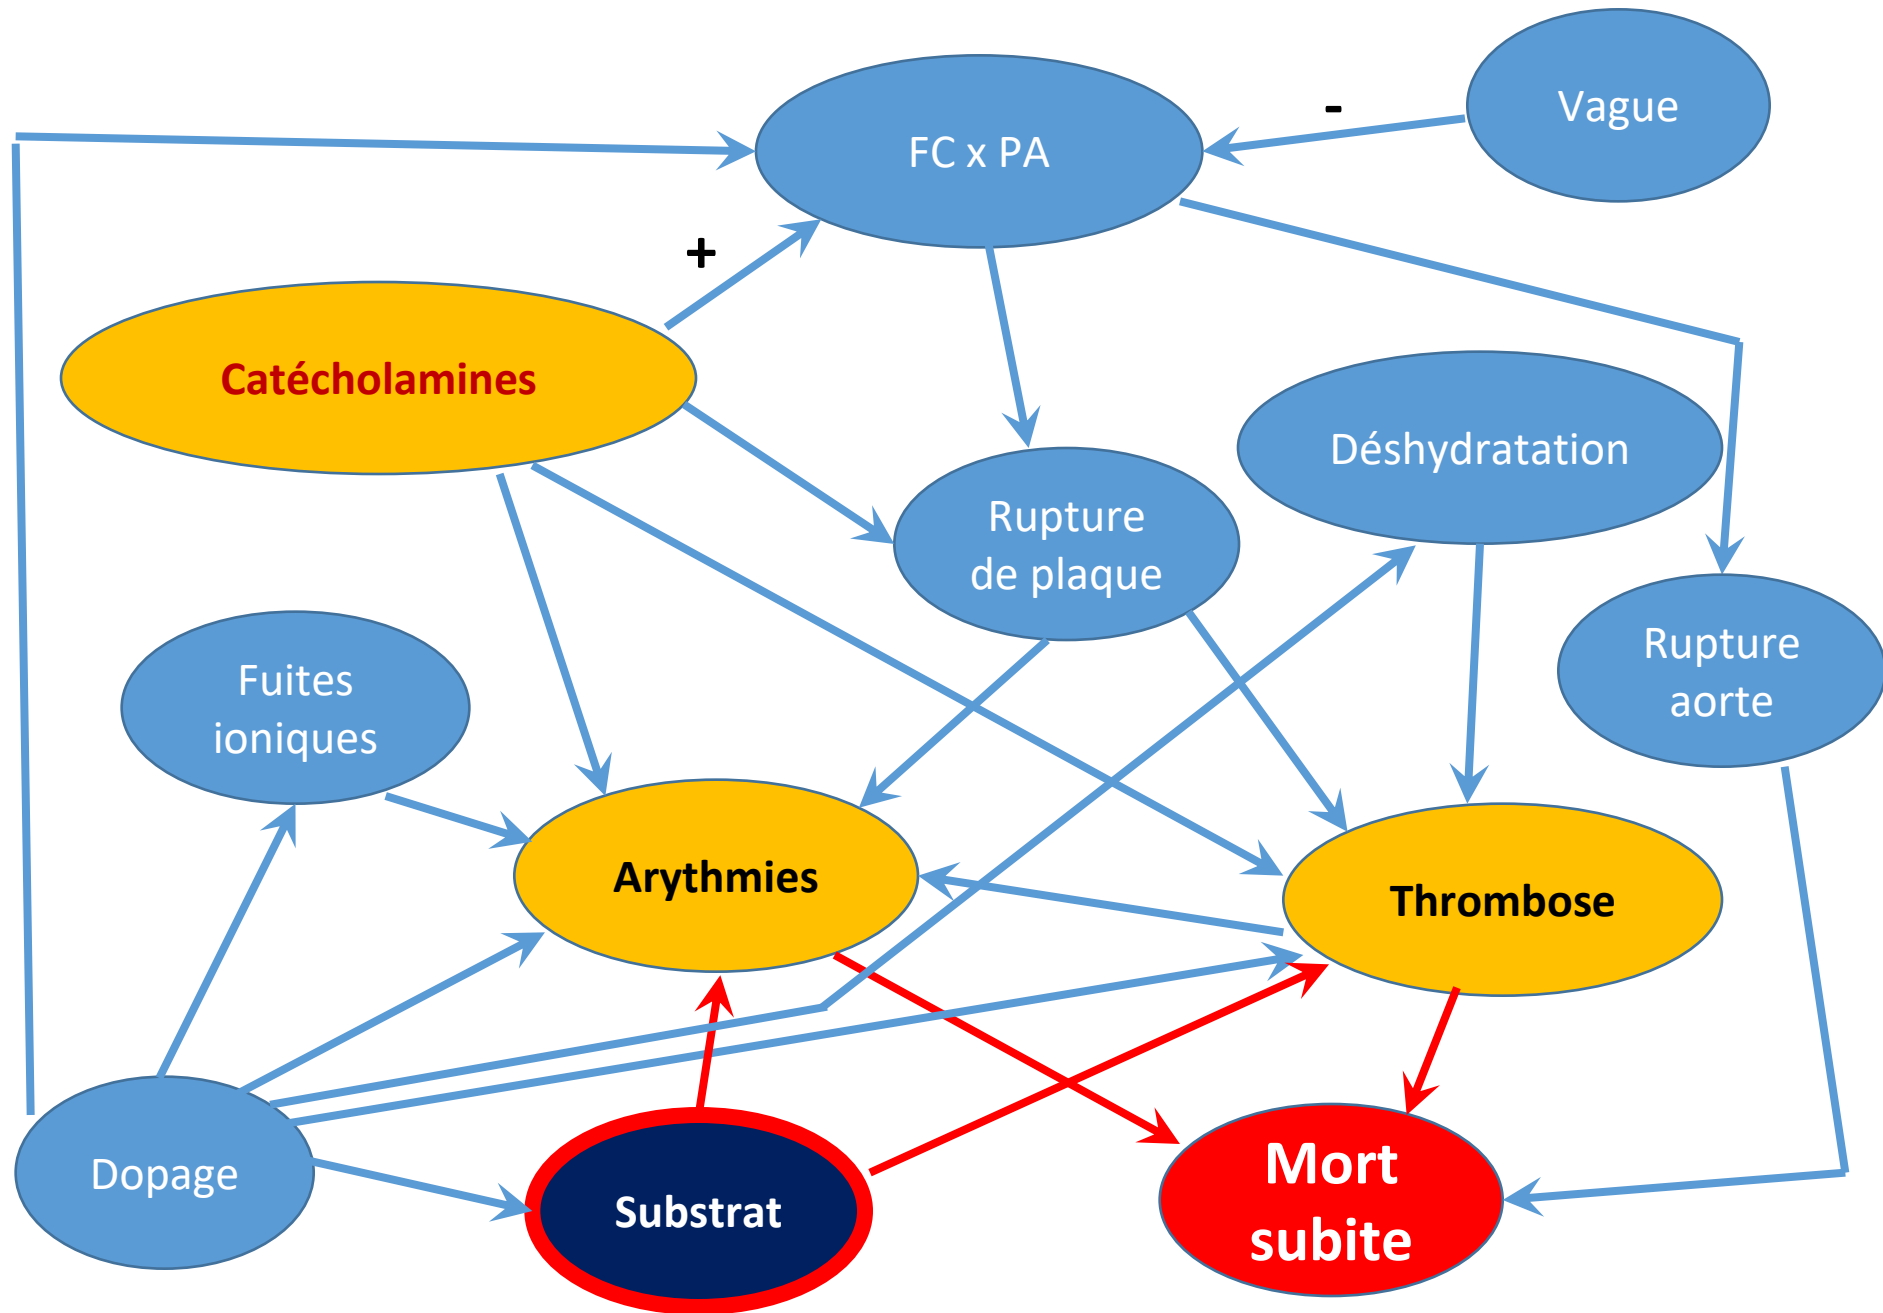 Vague
-
FC x PA
+
Catécholamines
Déshydratation
Rupture
de plaque
Rupture
aorte
Fuites
ioniques
Arythmies
Thrombose
Dopage
Substrat
Mort
subite